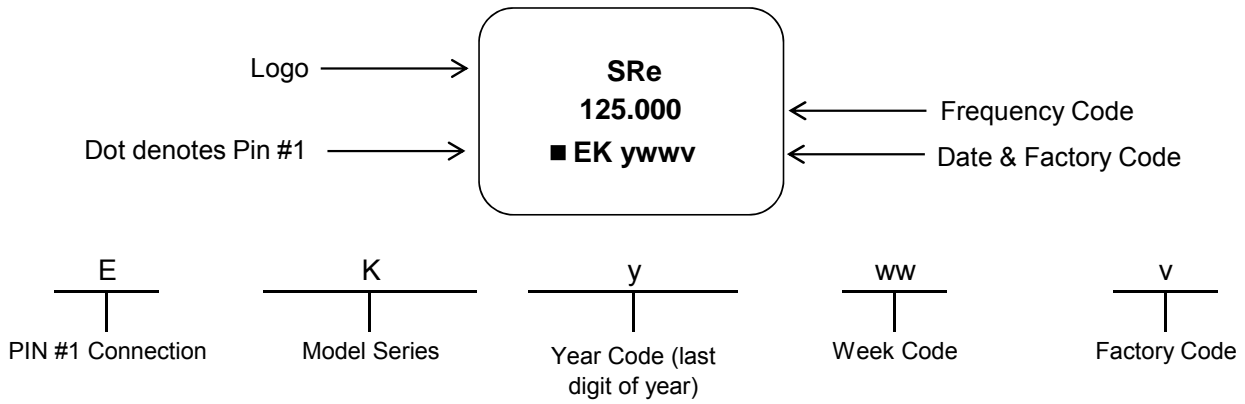 Logo
SRe
125.000
Frequency Code
Dot denotes Pin #1
■ EK ywwv
Date & Factory Code
E
K
y
ww
v
PIN #1 Connection
Model Series
Year Code (last
digit of year)
Week Code
Factory Code